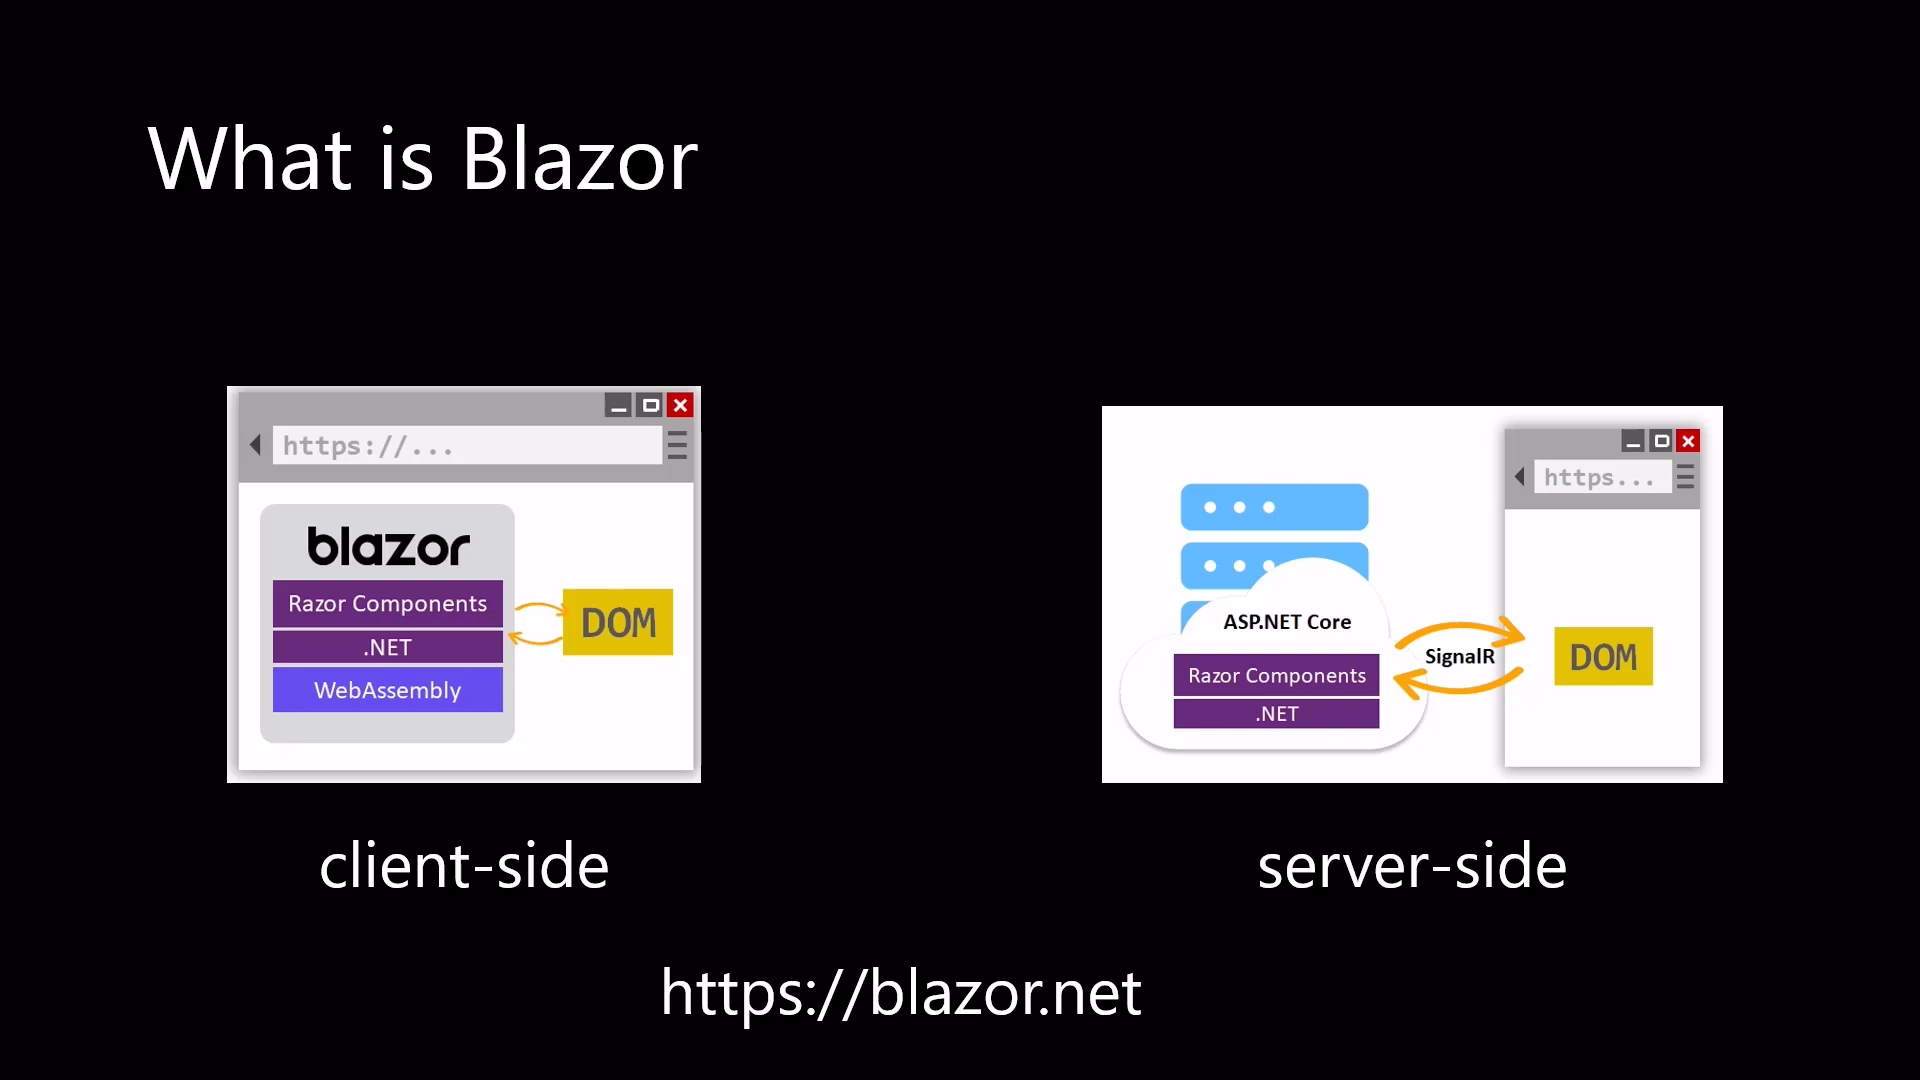 What is Blazor
https://...
blazor
Razor Components
.NET
WebAssembly
DOM
client-side
https...
ASP.NET Core
Razor Components
.NET
SignalR
DOM
server-side
https://blazor.net